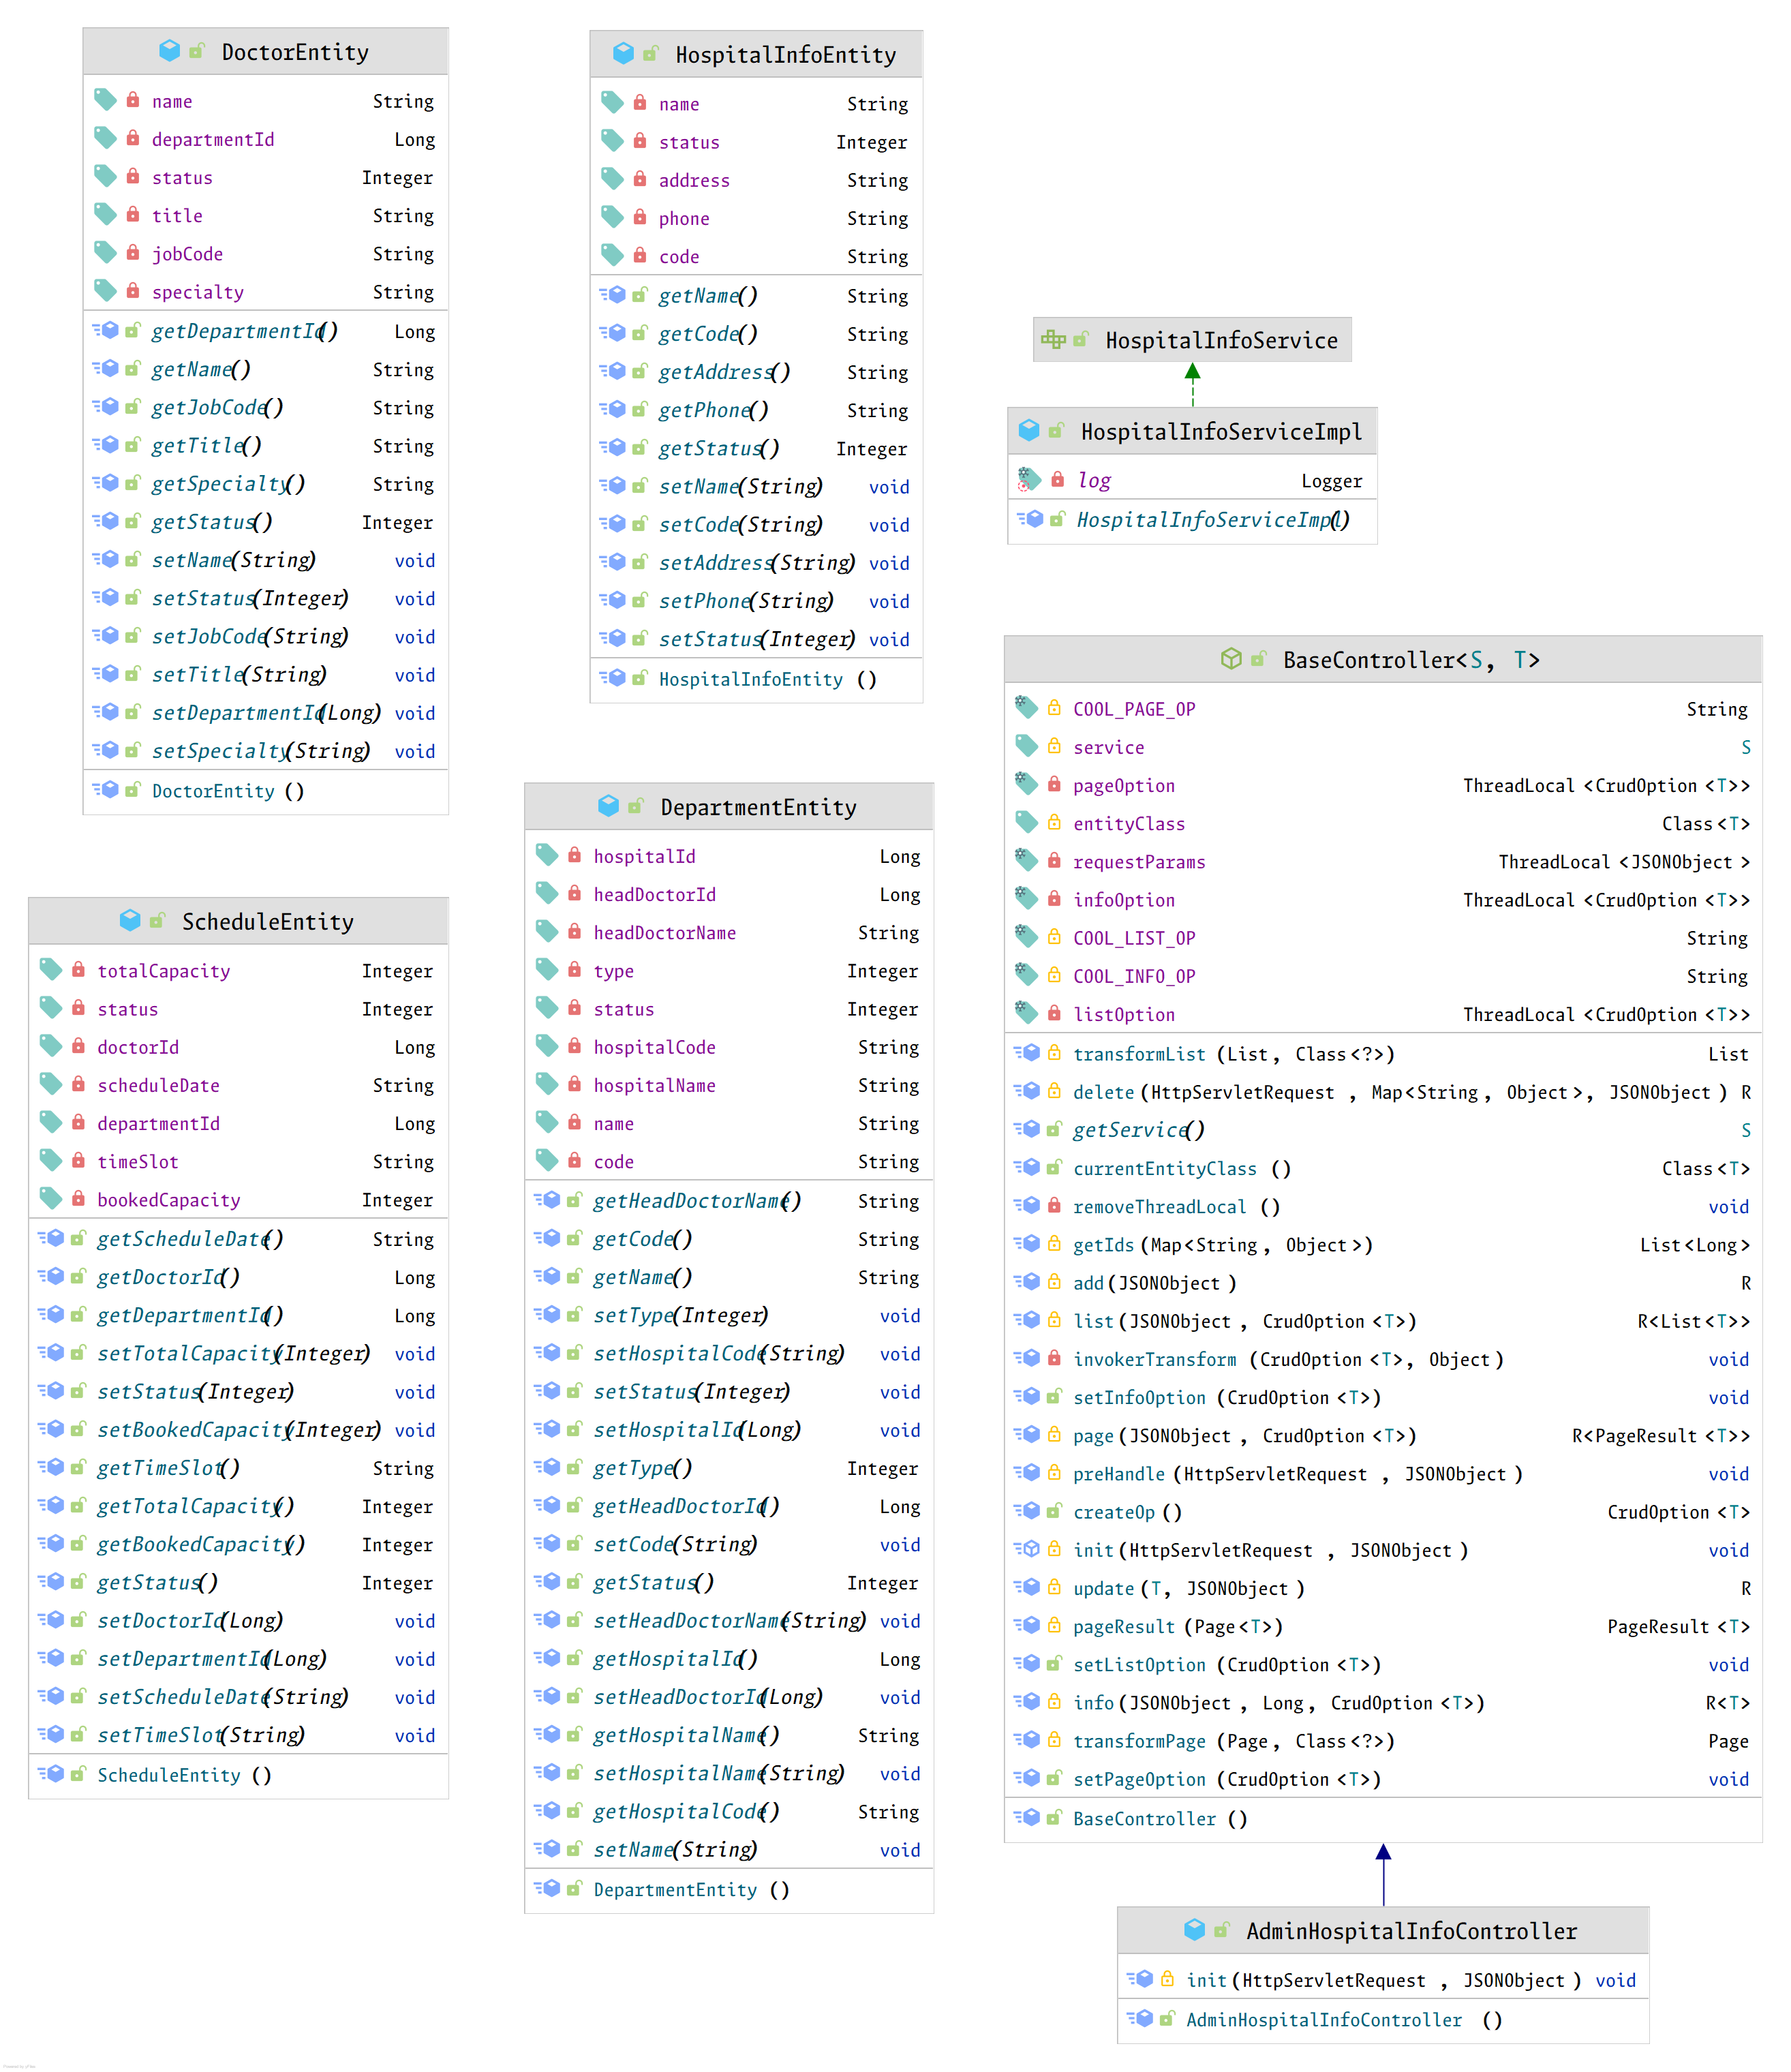 DoctorEntity
name String
departmentId Long
status Integer
title String
jobCode String
specialty String
getDepartmentId() Long
getName() String
getJobCode() String
getTitle() String
getSpecialty() String
getStatus() Integer
setName(String) void
setStatus(Integer) void
setJobCode(String) void
setTitle(String) void
setDepartmentId(Long) void
setSpecialty(String) void
DoctorEntity ()
HospitalInfoEntity
name String
status Integer
address String
phone String
code String
getName() String
getCode() String
getAddress() String
getPhone() String
getStatus() Integer
setName(String) void
setCode(String) void
setAddress(String) void
setPhone(String) void
setStatus(Integer) void
HospitalInfoEntity ()
HospitalInfoService
HospitalInfoServiceImpl
log Logger
HospitalInfoServiceImpl()
ScheduleEntity
totalCapacity Integer
status Integer
doctorId Long
scheduleDate String
departmentId Long
timeSlot String
bookedCapacity Integer
getScheduleDate() String
getDoctorId() Long
getDepartmentId() Long
setTotalCapacity(Integer) void
setStatus(Integer) void
setBookedCapacity(Integer) void
getTimeSlot() String
getTotalCapacity() Integer
getBookedCapacity() Integer
getStatus() Integer
setDoctorId(Long) void
setDepartmentId(Long) void
setScheduleDate(String) void
setTimeSlot(String) void
ScheduleEntity ()
DepartmentEntity
hospitalId Long
headDoctorId Long
headDoctorName String
type Integer
status Integer
hospitalCode String
hospitalName String
name String
code String
getHeadDoctorName() String
getCode() String
getName() String
setType(Integer) void
setHospitalCode(String) void
setStatus(Integer) void
setHospitalId(Long) void
getType() Integer
getHeadDoctorId() Long
setCode(String) void
getStatus() Integer
setHeadDoctorName(String) void
getHospitalId() Long
setHeadDoctorId(Long) void
getHospitalName() String
setHospitalName(String) void
getHospitalCode() String
setName(String) void
DepartmentEntity ()
BaseController<S, T>
COOL_PAGE_OP String
service S
pageOption ThreadLocal <CrudOption <T>>
entityClass Class <T>
requestParams ThreadLocal <JSONObject >
infoOption ThreadLocal <CrudOption <T>>
COOL_LIST_OP String
COOL_INFO_OP String
listOption ThreadLocal <CrudOption <T>>
transformList (List, Class <?>) List
delete (HttpServletRequest , Map<String, Object>, JSONObject ) R
getService() S
currentEntityClass () Class <T>
removeThreadLocal () void
getIds (Map<String, Object>) List<Long>
add (JSONObject ) R
list (JSONObject , CrudOption <T>) R<List<T>>
invokerTransform (CrudOption <T>, Object ) void
setInfoOption (CrudOption <T>) void
page (JSONObject , CrudOption <T>) R<PageResult <T>>
preHandle (HttpServletRequest , JSONObject ) void
createOp () CrudOption <T>
init (HttpServletRequest , JSONObject ) void
update (T, JSONObject ) R
pageResult (Page<T>) PageResult <T>
setListOption (CrudOption <T>) void
info (JSONObject , Long, CrudOption <T>) R<T>
transformPage (Page, Class <?>) Page
setPageOption (CrudOption <T>) void
BaseController ()
AdminHospitalInfoController
init (HttpServletRequest , JSONObject ) void
AdminHospitalInfoController ()